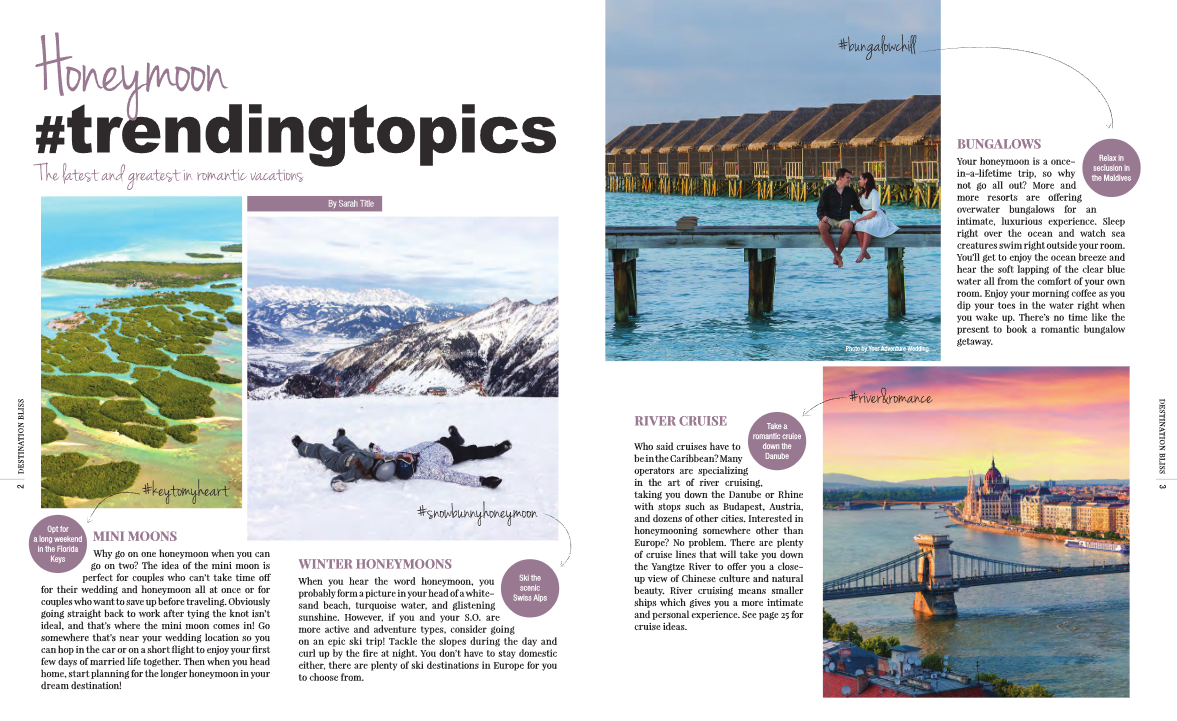 Honeymoon
#trendingtopics
The latest and greatest in romantic vacations
By Sarah Title
#keytomyheart
Opt for
a long weekend
in the Florida
Keys
MINI MOONS
Why go on one honeymoon when you can
go on two? The idea of the mini moon is
perfect for couples who can't take time off
for their wedding and honeymoon all at once or for
couples who want to save up before traveling. Obviously
going straight back to work after tying the knot isn't
ideal, and that's where the mini moon comes in! Go
somewhere that's near your wedding location so you
can hop in the car or on a short flight to enjoy your first
few days of married life together. Then when you head
home, start planning for the longer honeymoon in your
dream destination!
#snowbunnyhoneymoon
WINTER HONEYMOONS
Ski the
scenic
Swiss Alps
When you hear the word honeymoon, you
probably form a picture in your head of a white-
sand beach, turquoise water, and glistening
sunshine. However, if you and your S.O. are
more active and adventure types, consider going
on an epic ski trip! Tackle the slopes during the day and
curl up by the fire at night. You don't have to stay domestic
either, there are plenty of ski destinations in Europe for you
to choose from.
2 | DESTINATION BLISS
#bungalowchill
Photo by Your Adventure Wedding
BUNGALOWS
Relax in
seclusion in
the Maldives
Your honeymoon is a once-
in-a-lifetime trip, so why
not go all out? More and
more resorts are offering
overwater bungalows for an
intimate, luxurious experience. Sleep
right over the ocean and watch sea
creatures swim right outside your room.
You'll get to enjoy the ocean breeze and
hear the soft lapping of the clear blue
water all from the comfort of your own
room. Enjoy your morning coffee as you
dip your toes in the water right when
you wake up. There's no time like the
present to book a romantic bungalow
getaway.
#river&romance
RIVER CRUISE
Take a
romantic cruise
down the
Danube
Who said cruises have to
be in the Caribbean? Many
operators are specializing
in the art of river cruising,
taking you down the Danube or Rhine
with stops such as Budapest, Austria,
and dozens of other cities. Interested in
honeymooning somewhere other than
Europe? No problem. There are plenty
of cruise lines that will take you down
the Yangtze River to offer you a close-
up view of Chinese culture and natural
beauty. River cruising means smaller
ships which gives you a more intimate
and personal experience. See page 25 for
cruise ideas.
DESTINATION BLISS | 3